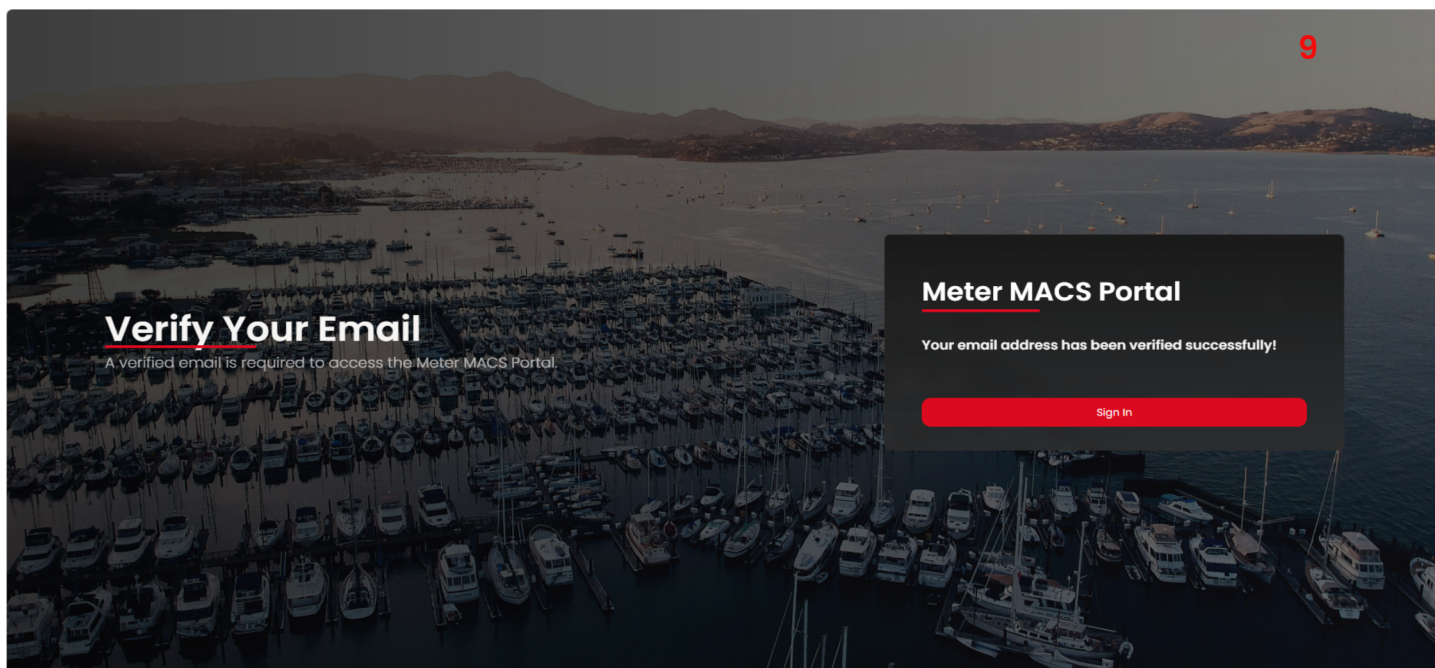 9
Verify Your Email
A verified email is required to access the Meter MACS Portal.
Meter MACS Portal
Your email address has been verified successfully!
Sign In